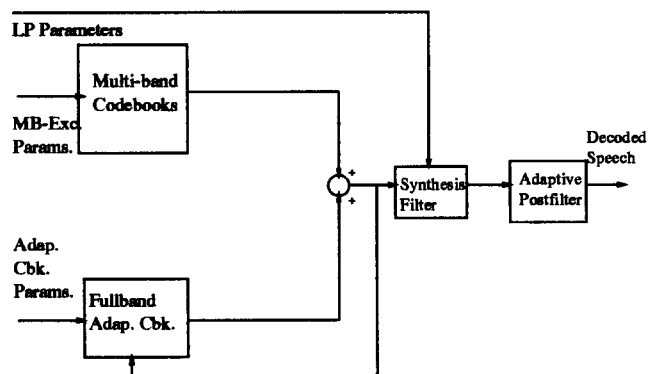 LP Parameters
Multi-band
Codebooks
MB-Exc.
Params.
Decoded
Speech
+
+
Synthesis
Filter
Adaptive
Postfilter
Adap.
Cbk.
Params.
Fullband
Adap. Cbk.